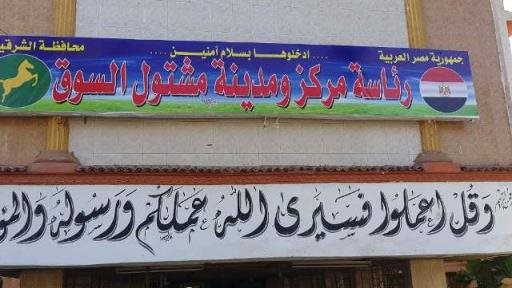 محافظة الشرقية
جمهورية مصر العربية .... ادخلوها بسلام آمنين ....
رئاسة مركز ومدينة مشتول السوق
وقل اعملوا فسيرى الله عملكم ورسوله